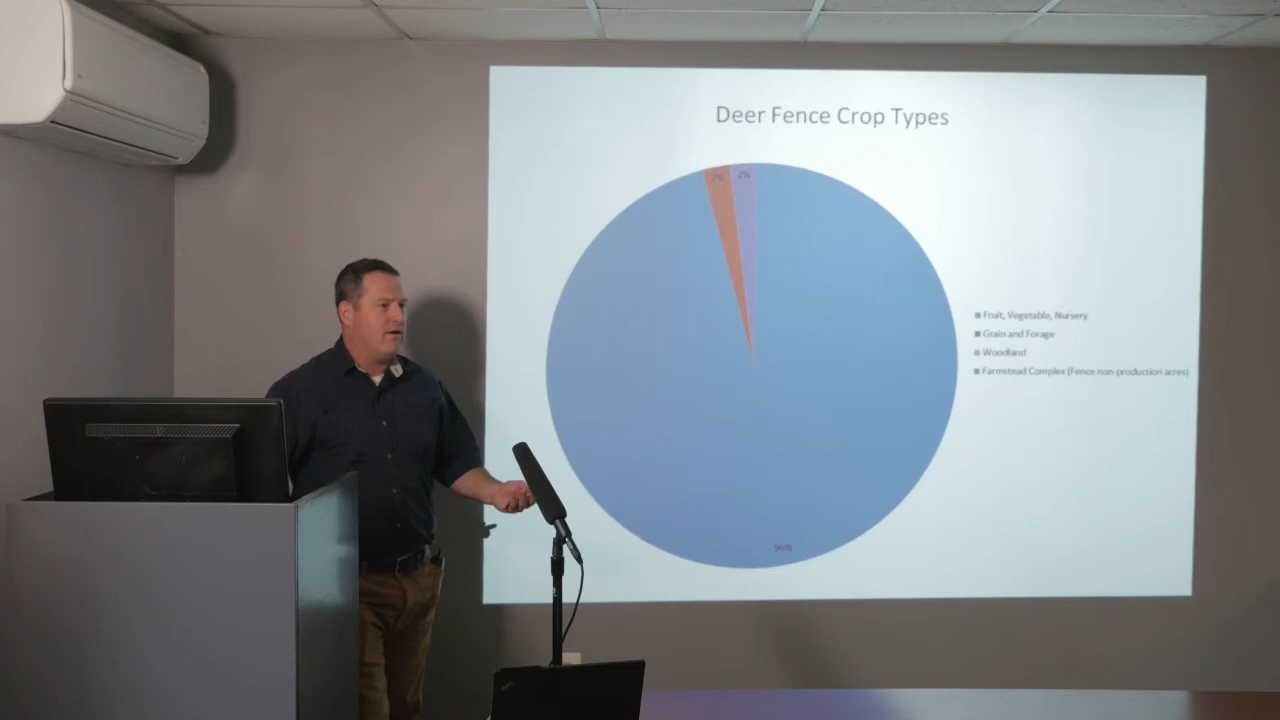 Deer Fence Crop Types
2% 2%
Fruit, Vegetable, Nursery
Grain and Forage
Woodland
Farmstead Complex (Fence non-production acres)
96%